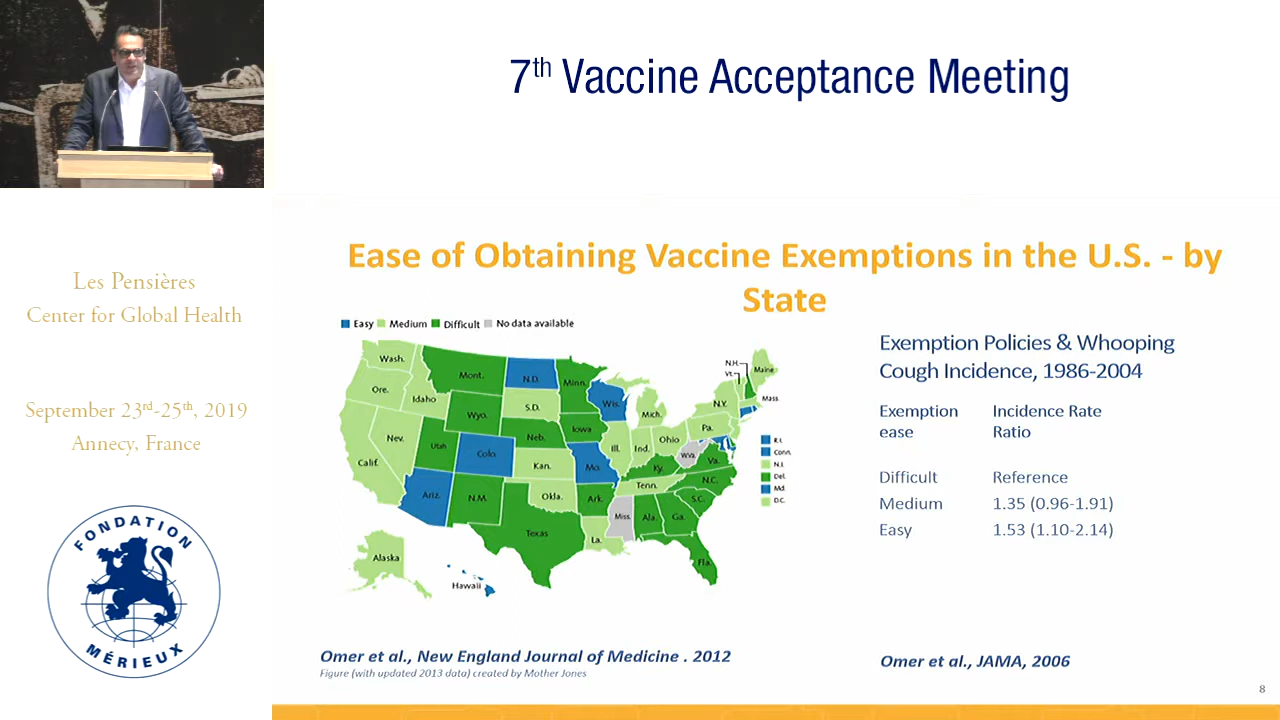 7th Vaccine Acceptance Meeting
Les Pensières
Center for Global Health
September 23rd-25th, 2019
Annecy, France
FONDATION
MÉRIEUX
Ease of Obtaining Vaccine Exemptions in the U.S. - by
State
Easy Medium Difficult No data available
Wash.
Ore.
Idaho
Mont.
N.D.
Minn.
Wis.
Mich.
N.H.
Vt.
Maine
Mass.
N.Y.
S.D.
Wyo.
Nev.
Utah
Colo.
Neb.
Iowa
Ill.
Ind.
Ohio
Pa.
W.Va.
Va.
Calif.
Kan.
Mo.
Ky.
N.C.
Tenn.
S.C.
Ariz.
N.M.
Okla.
Ark.
Miss.
Ala.
Ga.
Texas
La.
Fla.
Alaska
Hawaii
R.I.
Conn.
N.J.
Del.
Md.
D.C.
Exemption Policies & Whooping
Cough Incidence, 1986-2004
Exemption Incidence Rate
ease Ratio
Difficult Reference
Medium 1.35 (0.96-1.91)
Easy 1.53 (1.10-2.14)
Omer et al., New England Journal of Medicine . 2012
Figure (with updated 2013 data) created by Mother Jones
Omer et al., JAMA, 2006
8